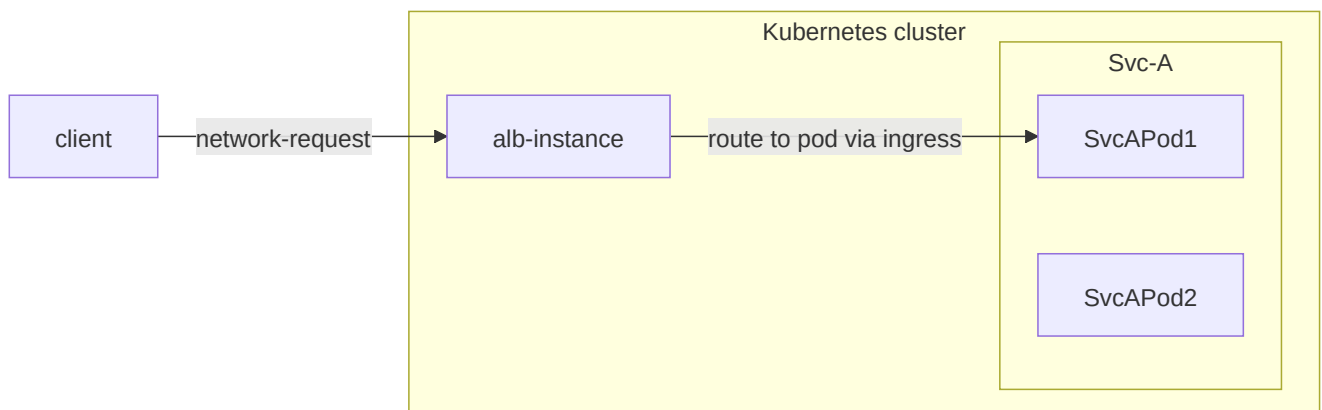 Kubernetes cluster
Svc-A
client
network-request
alb-instance
route to pod via ingress
SvcAPod1
SvcAPod2